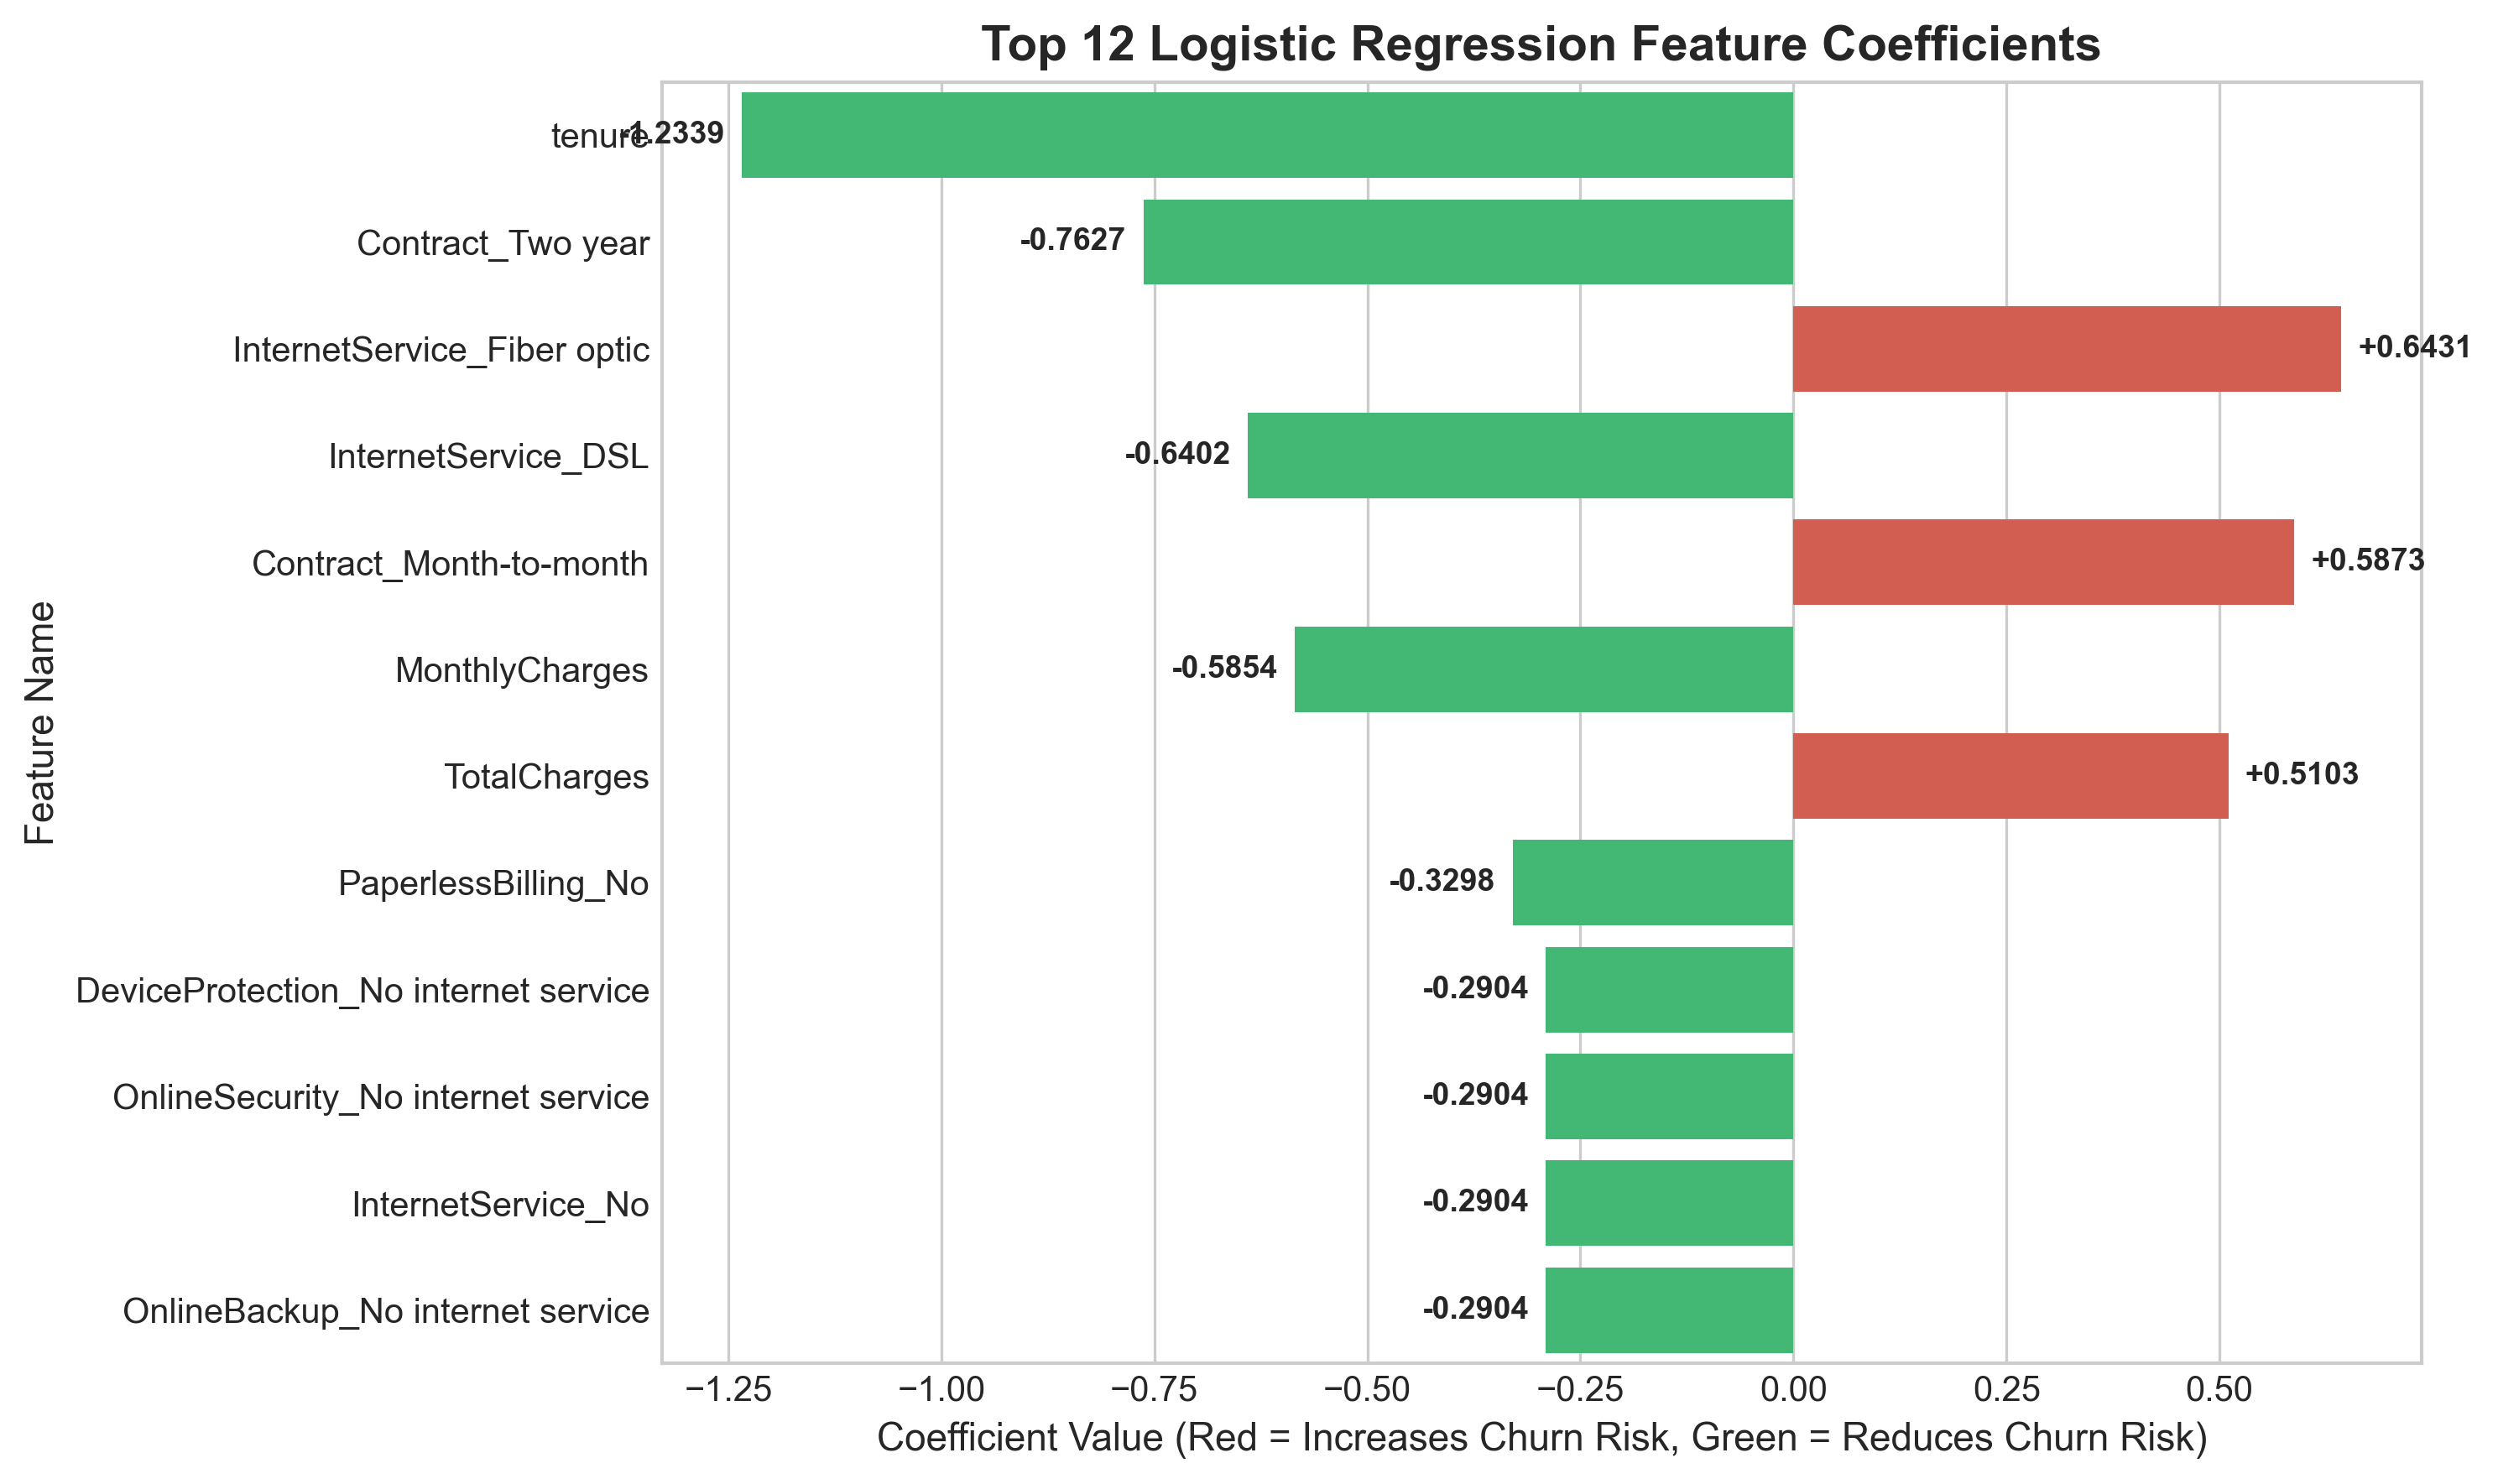 Top 12 Logistic Regression Feature Coefficients
tenure -1.2339
Contract_Two year -0.7627
InternetService_Fiber optic +0.6431
InternetService_DSL -0.6402
Contract_Month-to-month +0.5873
MonthlyCharges -0.5854
TotalCharges +0.5103
PaperlessBilling_No -0.3298
DeviceProtection_No internet service -0.2904
OnlineSecurity_No internet service -0.2904
InternetService_No -0.2904
OnlineBackup_No internet service -0.2904
Feature Name
−1.25 −1.00 −0.75 −0.50 −0.25 0.00 0.25 0.50
Coefficient Value (Red = Increases Churn Risk, Green = Reduces Churn Risk)